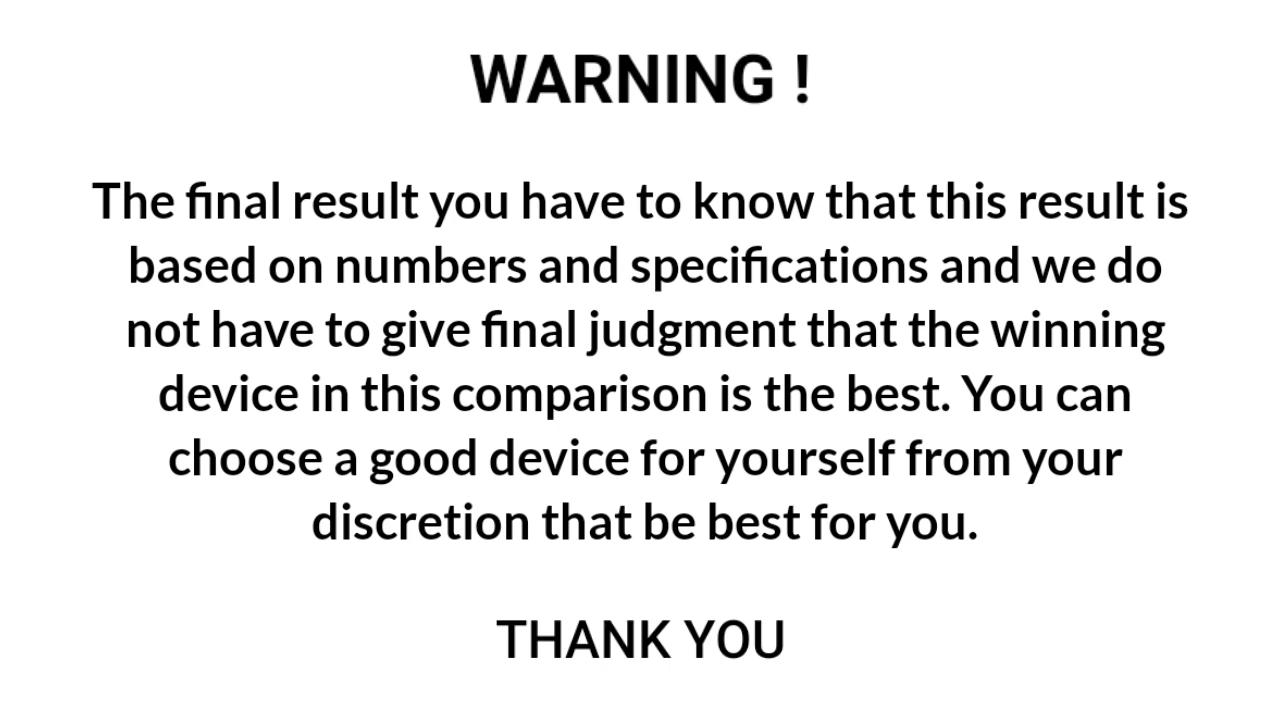 WARNING !
The final result you have to know that this result is
based on numbers and specifications and we do
not have to give final judgment that the winning
device in this comparison is the best. You can
choose a good device for yourself from your
discretion that be best for you.
THANK YOU